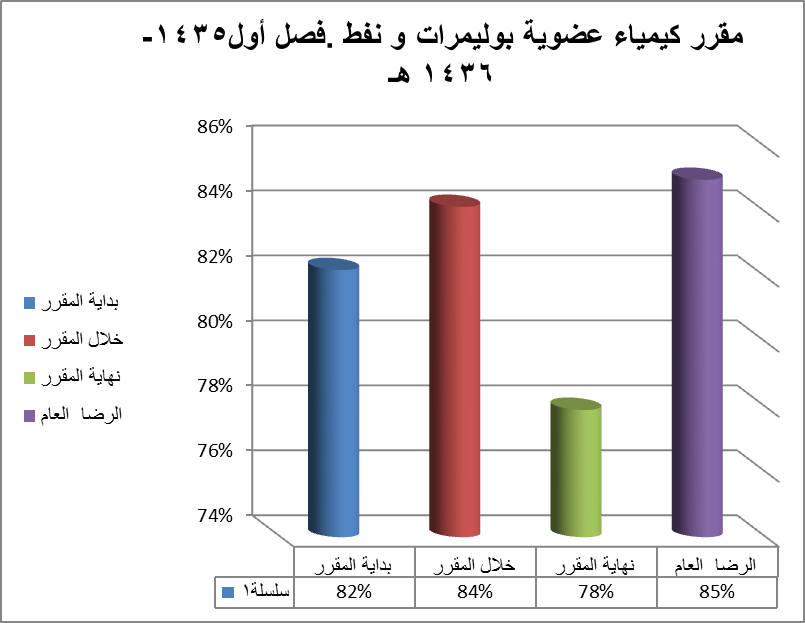 مقرر كيمياء عضوية بوليمرات و نفط .فصل أول١٤٣٥-
١٤٣٦ هـ
86%
84%
82%
80%
78%
76%
74%
بداية المقرر
خلال المقرر
نهاية المقرر
الرضا العام
بداية المقرر خلال المقرر نهاية المقرر الرضا العام
سلسلة١ 82% 84% 78% 85%